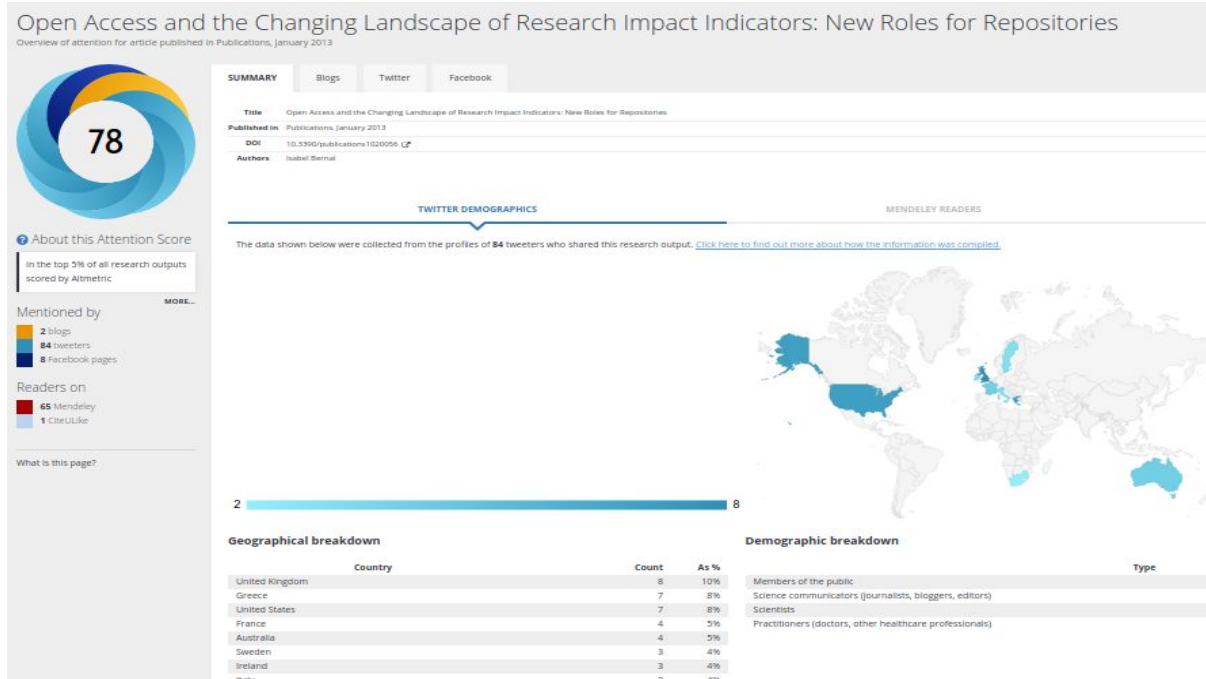 Open Access and the Changing Landscape of Research Impact Indicators: New Roles for Repositories
Overview of attention for article published in Publications, January 2013
78
About this Attention Score
In the top 5% of all research outputs
scored by Altmetric
MORE...
Mentioned by
2 blogs
84 tweeters
8 Facebook pages
Readers on
65 Mendeley
1 CiteULike
What is this page?
SUMMARY Blogs Twitter Facebook
Title Open Access and the Changing Landscape of Research Impact Indicators: New Roles for Repositories
Published in Publications, January 2013
DOI 10.3390/publications1020056
Authors Isabel Bernal
TWITTER DEMOGRAPHICS MENDELEY READERS
The data shown below were collected from the profiles of 84 tweeters who shared this research output. Click here to find out more about how the information was compiled.
2 8
Geographical breakdown
Country Count As %
United Kingdom 8 10%
Greece 7 8%
United States 7 8%
France 4 5%
Australia 4 5%
Sweden 3 4%
Ireland 3 4%
Demographic breakdown
Type
Members of the public
Science communicators (journalists, bloggers, editors)
Scientists
Practitioners (doctors, other healthcare professionals)